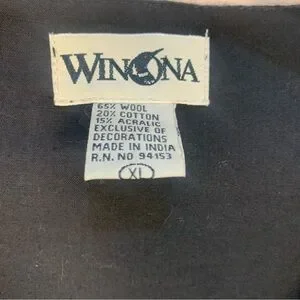 WINONA
65% WOOL
20% COTTON
15% ACRALIC
EXCLUSIVE OF
DECORATIONS
MADE IN INDIA
R.N. NO 94153
XL